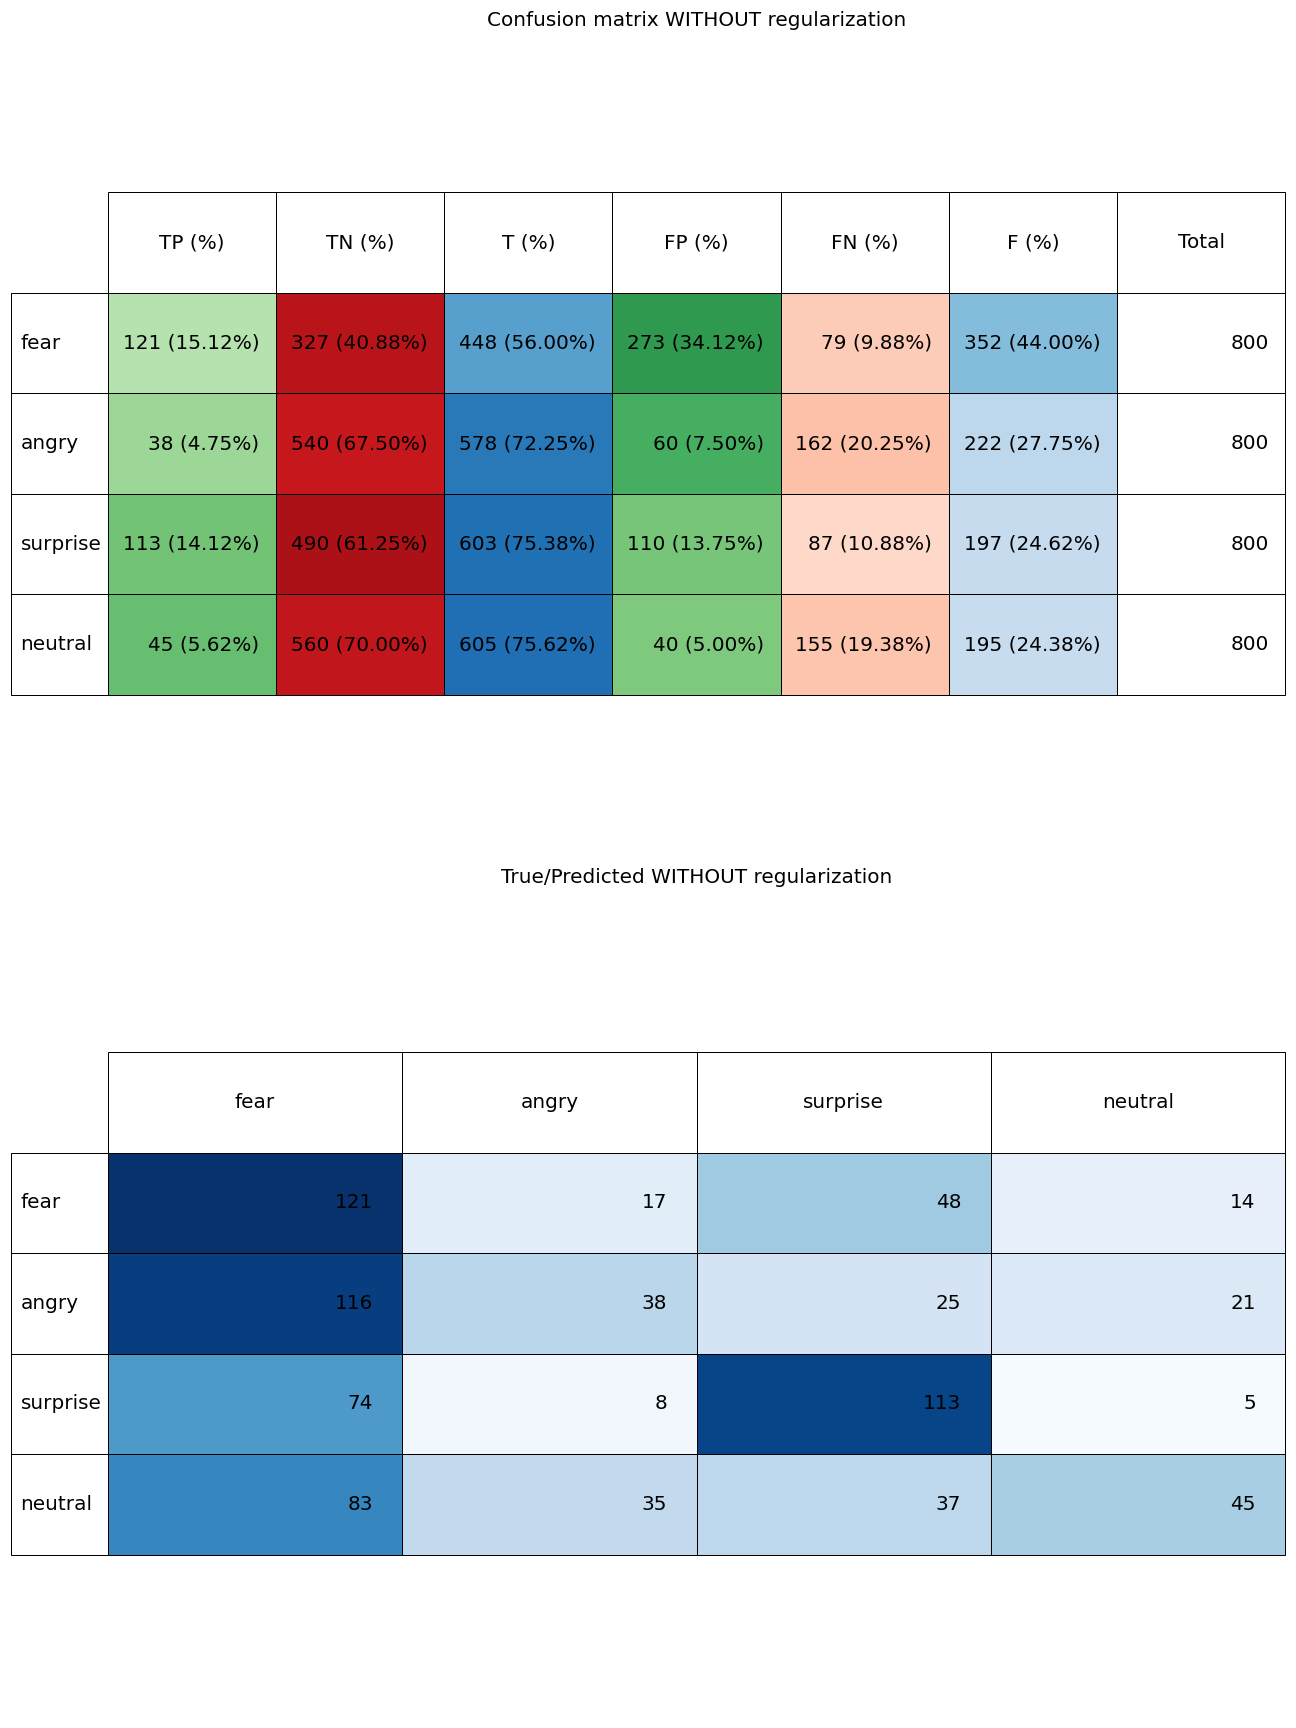 Confusion matrix WITHOUT regularization
TP (%) TN (%) T (%) FP (%) FN (%) F (%) Total
fear 121 (15.12%) 327 (40.88%) 448 (56.00%) 273 (34.12%) 79 (9.88%) 352 (44.00%) 800
angry 38 (4.75%) 540 (67.50%) 578 (72.25%) 60 (7.50%) 162 (20.25%) 222 (27.75%) 800
surprise 113 (14.12%) 490 (61.25%) 603 (75.38%) 110 (13.75%) 87 (10.88%) 197 (24.62%) 800
neutral 45 (5.62%) 560 (70.00%) 605 (75.62%) 40 (5.00%) 155 (19.38%) 195 (24.38%) 800
True/Predicted WITHOUT regularization
fear angry surprise neutral
fear 121 17 48 14
angry 116 38 25 21
surprise 74 8 113 5
neutral 83 35 37 45